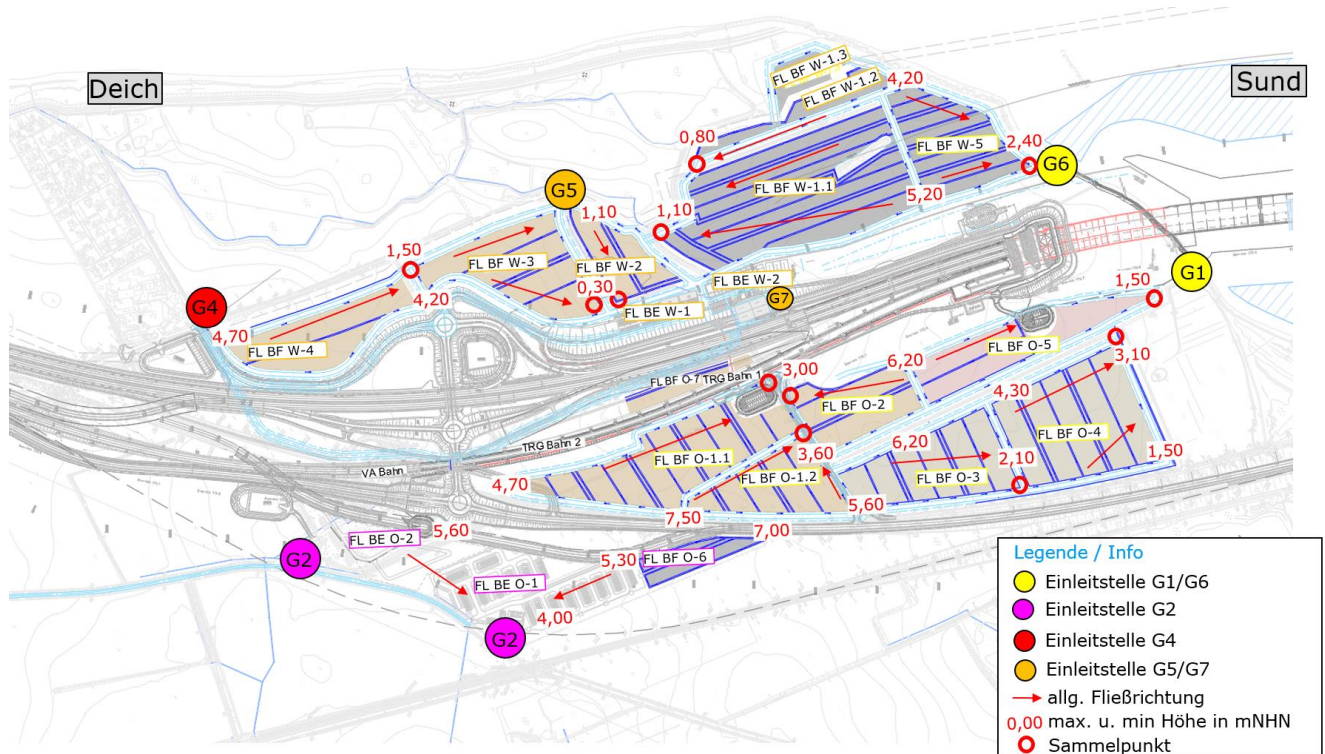 Deich
Sund
FL BF W-1.3
FL BF W-1.2
4,20
0,80
2,40
G6
FL BF W-5
FL BF W-1.1
5,20
G5
1,10
1,10
1,50
FL BF W-3
FL BF W-2
FL BE W-2
G1
G4
4,20
0,30
FL BE W-1
G7
1,50
4,70
FL BF W-4
FL BF O-5
3,10
FL BF O-7
TRG Bahn 1
3,00
6,20
4,30
FL BF O-2
TRG Bahn 2
VA Bahn
FL BF O-1.1
3,60
6,20
FL BF O-4
2,10
1,50
4,70
FL BF O-1.2
FL BF O-3
5,60
7,50
7,00
5,60
FL BE O-2
G2
5,30
FL BF O-6
FL BE O-1
4,00
G2
Legende / Info
Einleitstelle G1/G6
Einleitstelle G2
Einleitstelle G4
Einleitstelle G5/G7
allg. Fließrichtung
0,00 max. u. min Höhe in mNHN
Sammelpunkt